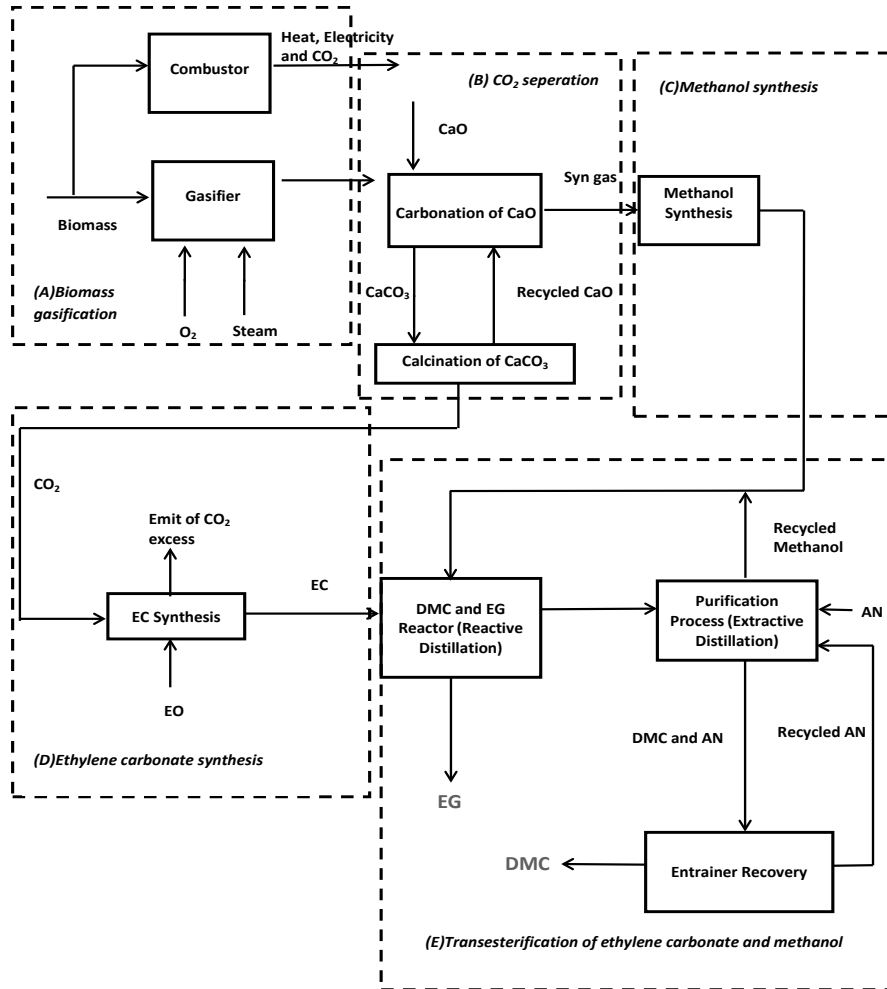 Heat, Electricity
and CO₂
Combustor
(B) CO₂ seperation
(C)Methanol synthesis
CaO
Gasifier
Syn gas
Methanol
Synthesis
Carbonation of CaO
Biomass
(A)Biomass
gasification
CaCO₃
Recycled CaO
O₂
Steam
Calcination of CaCO₃
CO₂
Emit of CO₂
excess
Recycled
Methanol
EC
EC Synthesis
DMC and EG
Reactor (Reactive
Distillation)
Purification
Process (Extractive
Distillation)
AN
EO
DMC and AN
Recycled AN
(D)Ethylene carbonate synthesis
EG
DMC
Entrainer Recovery
(E)Transesterification of ethylene carbonate and methanol